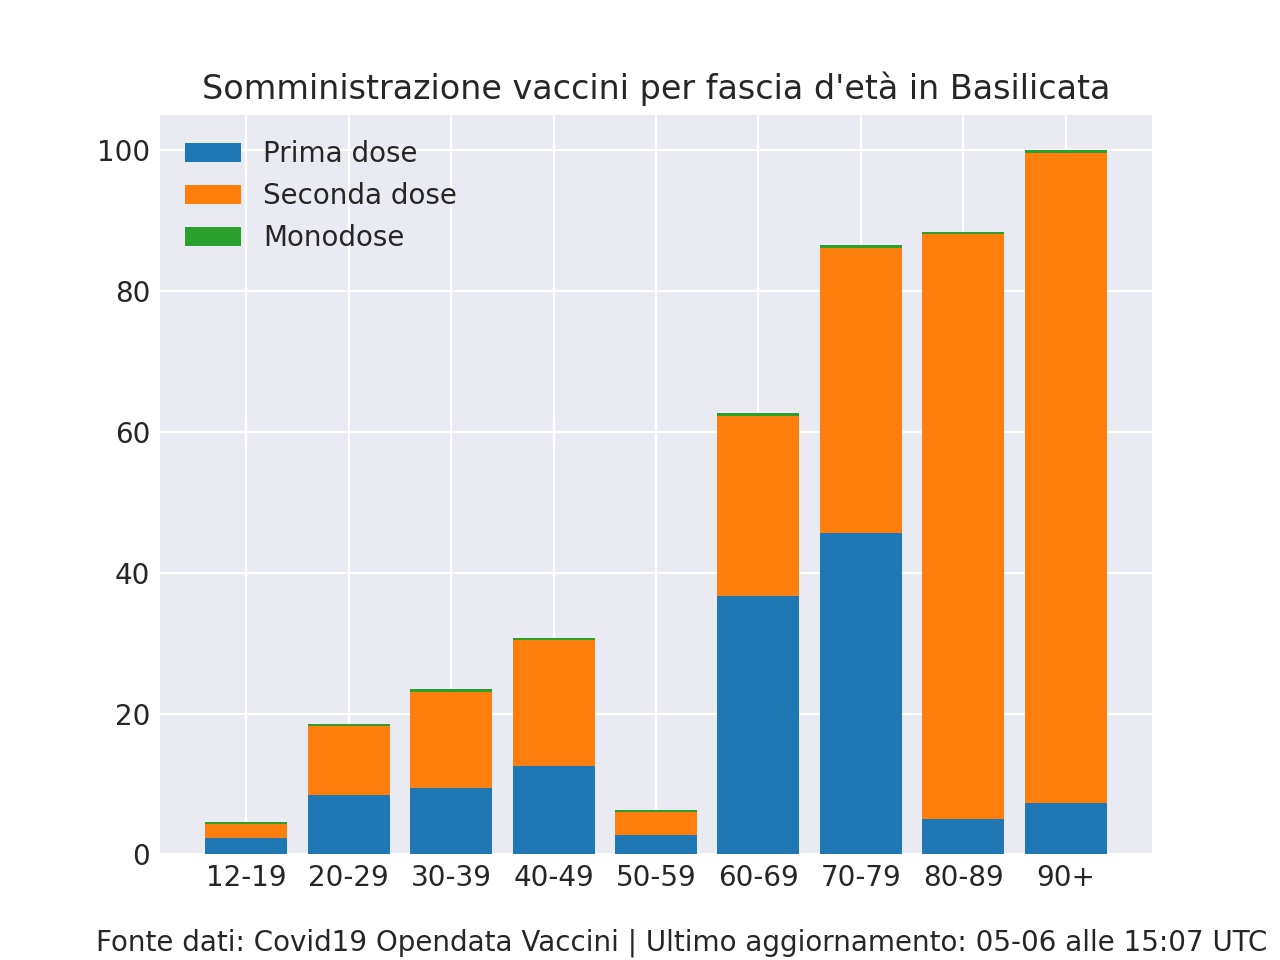 Somministrazione vaccini per fascia d'età in Basilicata
100
80
60
40
20
0
Prima dose
Seconda dose
Monodose
12-19 20-29 30-39 40-49 50-59 60-69 70-79 80-89 90+
Fonte dati: Covid19 Opendata Vaccini | Ultimo aggiornamento: 05-06 alle 15:07 UTC